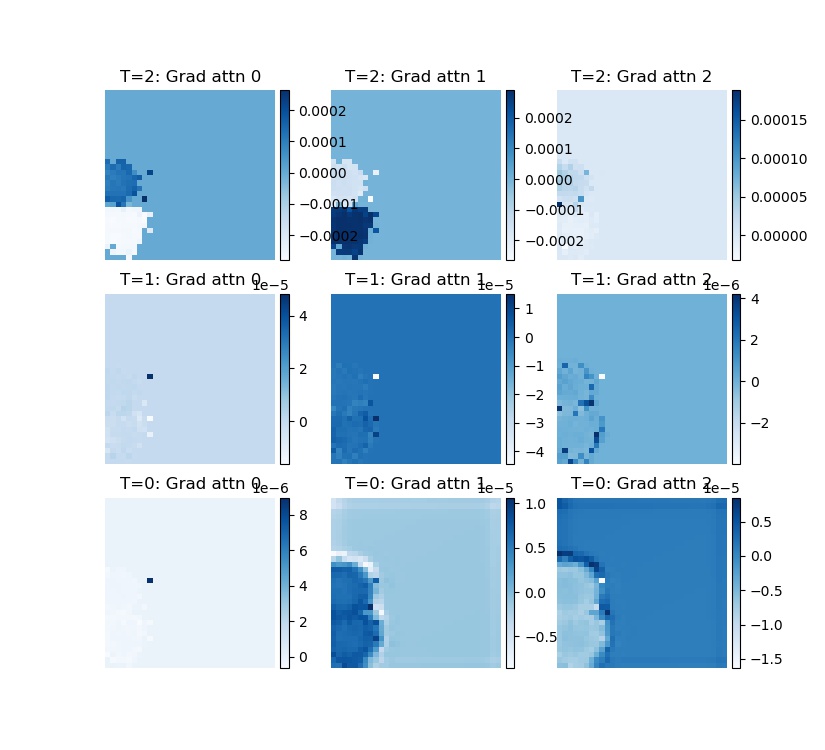 T=2: Grad attn 0
T=2: Grad attn 1
T=2: Grad attn 2
0.0002
0.0001
0.0000
−0.0001
−0.0002
0.0002
0.0001
0.0000
−0.0001
−0.0002
0.00015
0.00010
0.00005
0.00000
T=1: Grad attn 0
1e−5
T=1: Grad attn 1
T=1: Grad attn 2
1e−6
4
2
0
1
0
−1
−2
−3
−4
4
2
0
−2
T=0: Grad attn 0
1e−6
T=0: Grad attn 1
1e−5
T=0: Grad attn 2
1e−5
8
6
4
2
0
1.0
0.5
0.0
−0.5
0.5
0.0
−0.5
−1.0
−1.5